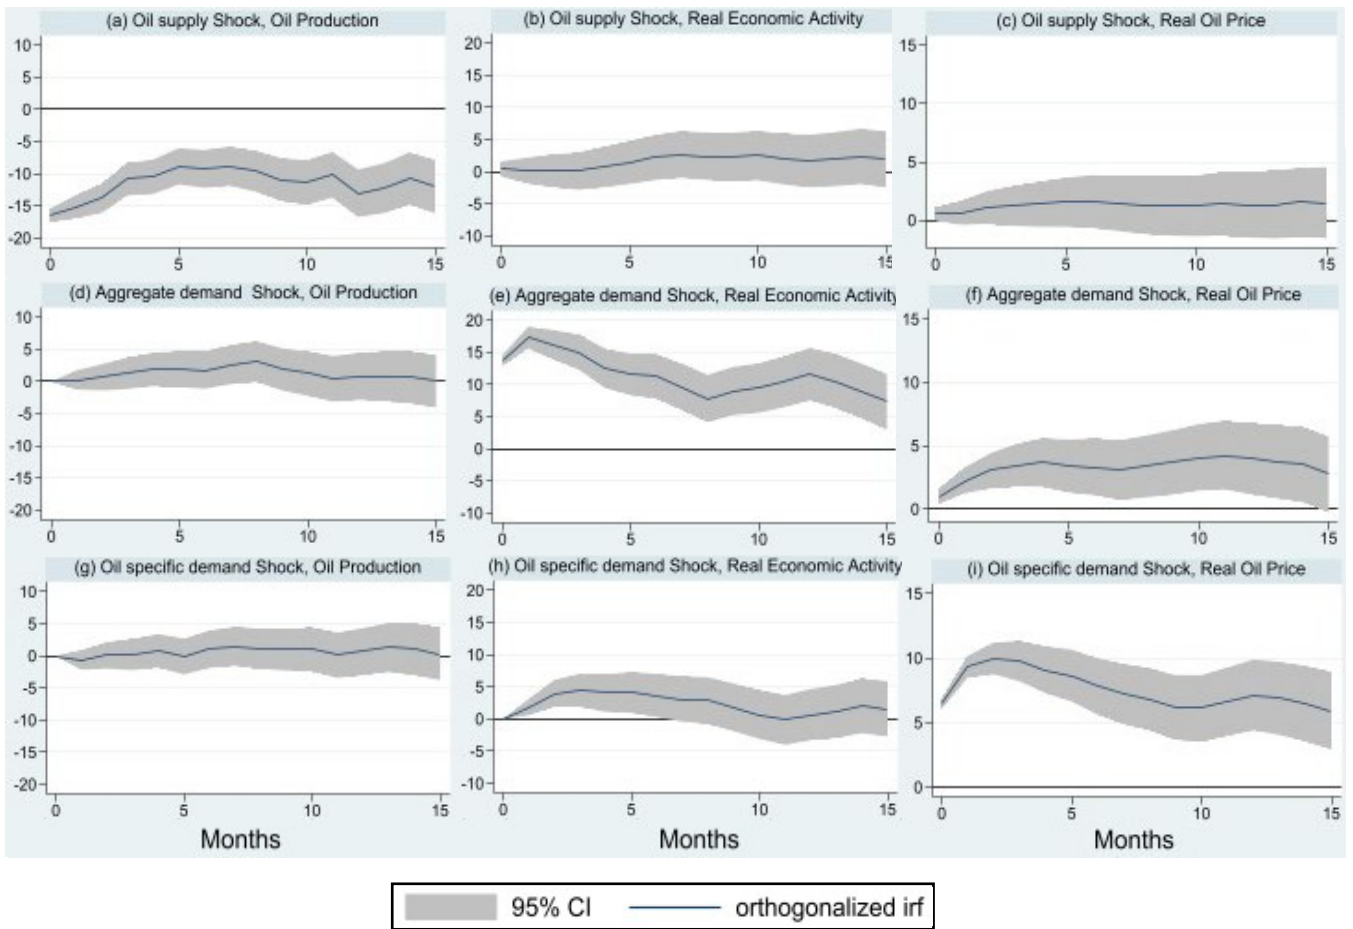 (a) Oil supply Shock, Oil Production
10
5
0
-5
-10
-15
-20
0 5 10 15
(b) Oil supply Shock, Real Economic Activity
20
15
10
5
0
-5
-10
0 5 10 15
(c) Oil supply Shock, Real Oil Price
15
10
5
0
0 5 10 15
(d) Aggregate demand Shock, Oil Production
10
5
0
-5
-10
-15
-20
0 5 10 15
(e) Aggregate demand Shock, Real Economic Activity
20
15
10
5
0
-5
-10
0 5 10 15
(f) Aggregate demand Shock, Real Oil Price
15
10
5
0
0 5 10 15
(g) Oil specific demand Shock, Oil Production
10
5
0
-5
-10
-15
-20
0 5 10 15
Months
(h) Oil specific demand Shock, Real Economic Activity
20
15
10
5
0
-5
-10
0 5 10 15
Months
(i) Oil specific demand Shock, Real Oil Price
15
10
5
0
0 5 10 15
Months
95% CI orthogonalized irf